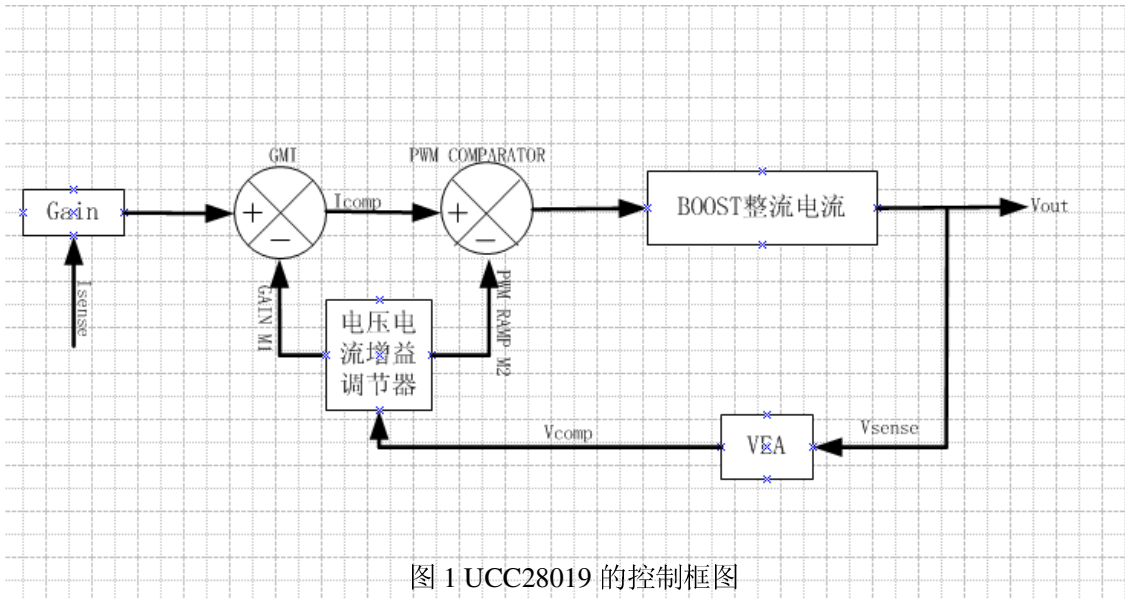 GMI
PWM COMPARATOR
Gain
+
−
Icomp
+
−
BOOST整流电流
Vout
Isense
GAIN M1
电压电
流增益
调节器
PWM RAMP M2
Vcomp
VEA
Vsense
图 1 UCC28019 的控制框图